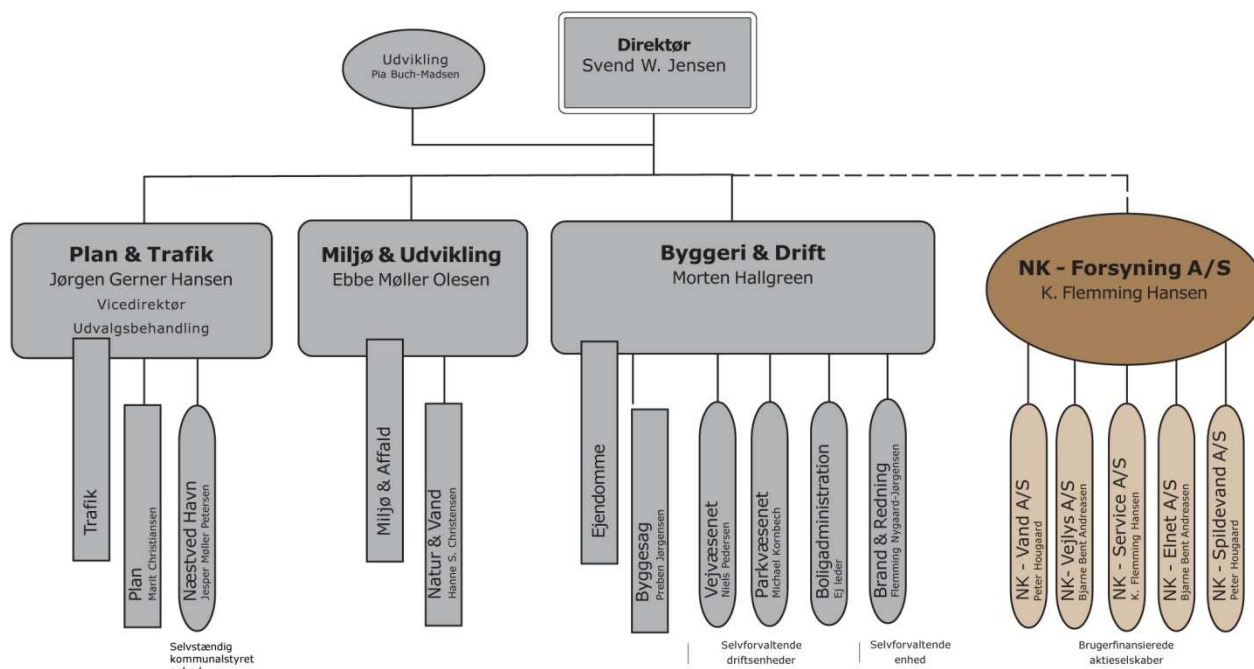 Udvikling
Pia Buch-Madsen
Direktør
Svend W. Jensen
Plan & Trafik
Jørgen Gerner Hansen
Vicedirektør
Udvalgsbehandling
Miljø & Udvikling
Ebbe Møller Olesen
Byggeri & Drift
Morten Hallgreen
NK - Forsyning A/S
K. Flemming Hansen
Trafik
Plan
Marit Christiansen
Næstved Havn
Jesper Møller Petersen
Miljø & Affald
Natur & Vand
Hanne S. Christensen
Ejendomme
Byggesag
Preben Jørgensen
Vejvæsenet
Niels Pedersen
Parkvæsenet
Michael Kornbech
Boligadministration
Ej leder
Brand & Redning
Flemming Nygaard-Jørgensen
NK - Vand A/S
Peter Hougaard
NK- Vejlys A/S
Bjarne Bent Andreasen
NK - Service A/S
K. Flemming Hansen
NK - Elnet A/S
Bjarne Bent Andreasen
NK - Spildevand A/S
Peter Hougaard
Selvstændig
kommunalstyret
Selvforvaltende
driftsenheder
Selvforvaltende
enhed
Brugerfinansierede
aktieselskaber